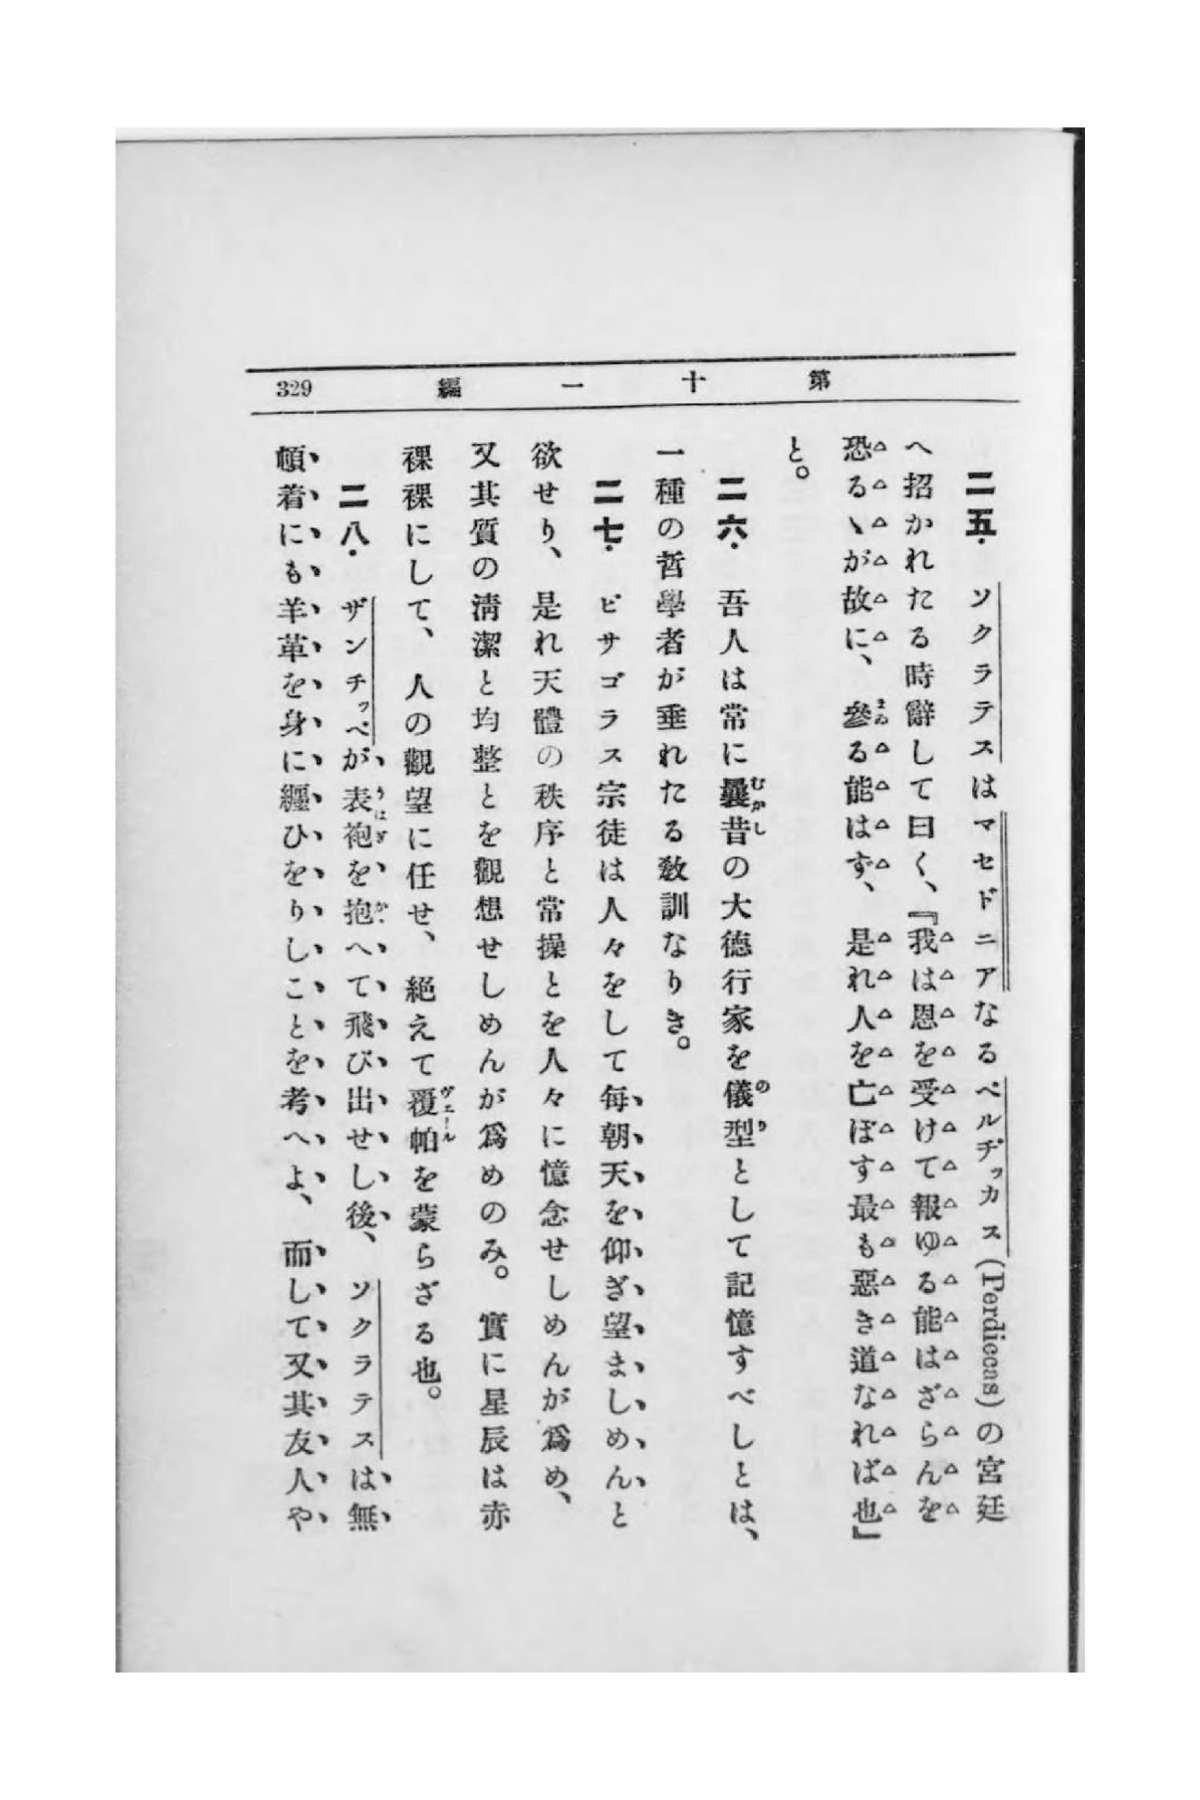 第十一編
329
二五・ソクラテスはマセドニアなるペルヂッカス(Perdiccas)の宮廷
へ招かれたる時辭して曰く、『我は恩を受けて報ゆる能はざらんを
恐るヽが故に、參る能はず、是れ人を亡ぼす最も惡き道なれば也』
と。
二六・吾人は常に曩昔の大德行家を儀型として記憶すべしとは、
一種の哲學者が垂れたる敎訓なりき。
二七・ピサゴラス宗徒は人々をして每朝天を仰ぎ望ましめんと
欲せり、是れ天體の秩序と常操とを人々に憶念せしめんが爲め、
又其質の淸潔と均整とを觀想せしめんが爲めのみ。實に星辰は赤
裸裸にして、人の觀望に任せ、絕えて覆帕を蒙らざる也。
二八・ザンチッペが表袍を抱へて飛び出せし後、ソクラテスは無
頓着にも羊革を身に纒ひをりしことを考へよ、而して又其友人や